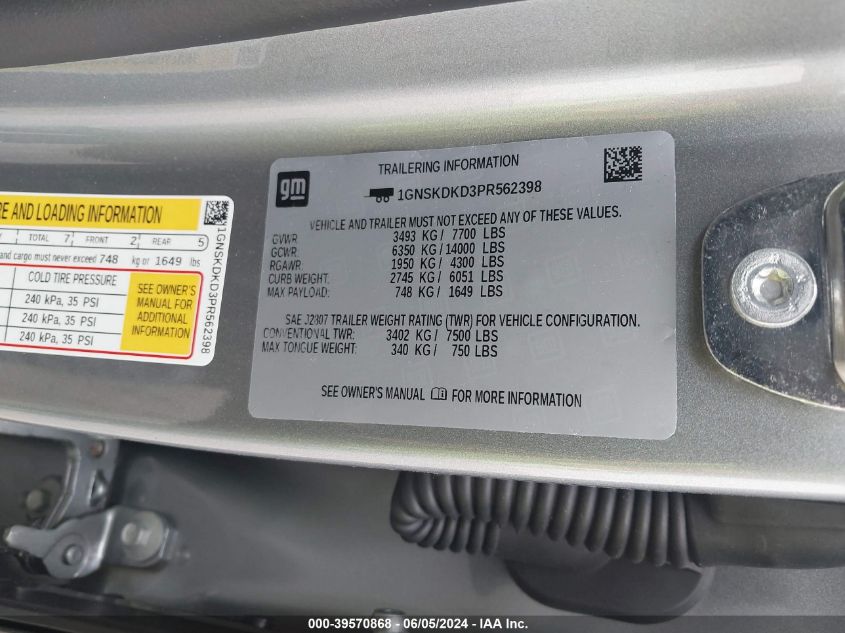 RE AND LOADING INFORMATION
TOTAL 7 FRONT 2 REAR 5
and cargo must never exceed 748 kg or 1649 lbs
COLD TIRE PRESSURE
240 kPa, 35 PSI
240 kPa, 35 PSI
240 kPa, 35 PSI
SEE OWNER'S
MANUAL FOR
ADDITIONAL
INFORMATION
1GNSKDKD3PR562398
gm
TRAILERING INFORMATION
1GNSKDKD3PR562398
VEHICLE AND TRAILER MUST NOT EXCEED ANY OF THESE VALUES.
GVWR: 3493 KG/ 7700 LBS
GCWR: 6350 KG/14000 LBS
RGAWR: 1950 KG/ 4300 LBS
CURB WEIGHT: 2745 KG/ 6051 LBS
MAX PAYLOAD: 748 KG/ 1649 LBS
SAE J2807 TRAILER WEIGHT RATING (TWR) FOR VEHICLE CONFIGURATION.
CONVENTIONAL TWR: 3402 KG/ 7500 LBS
MAX TONGUE WEIGHT: 340 KG/ 750 LBS
SEE OWNER'S MANUAL FOR MORE INFORMATION
000-39570868 - 06/05/2024 - IAA Inc.